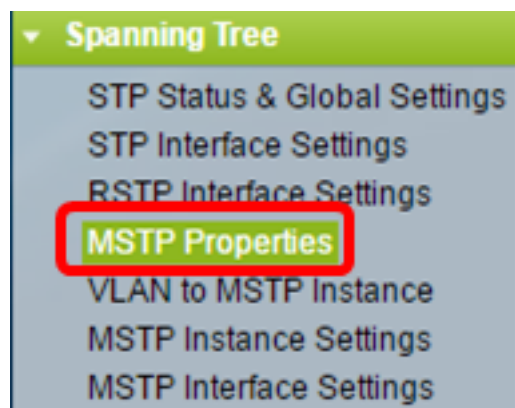 Spanning Tree
STP Status & Global Settings
STP Interface Settings
RSTP Interface Settings
MSTP Properties
VLAN to MSTP Instance
MSTP Instance Settings
MSTP Interface Settings